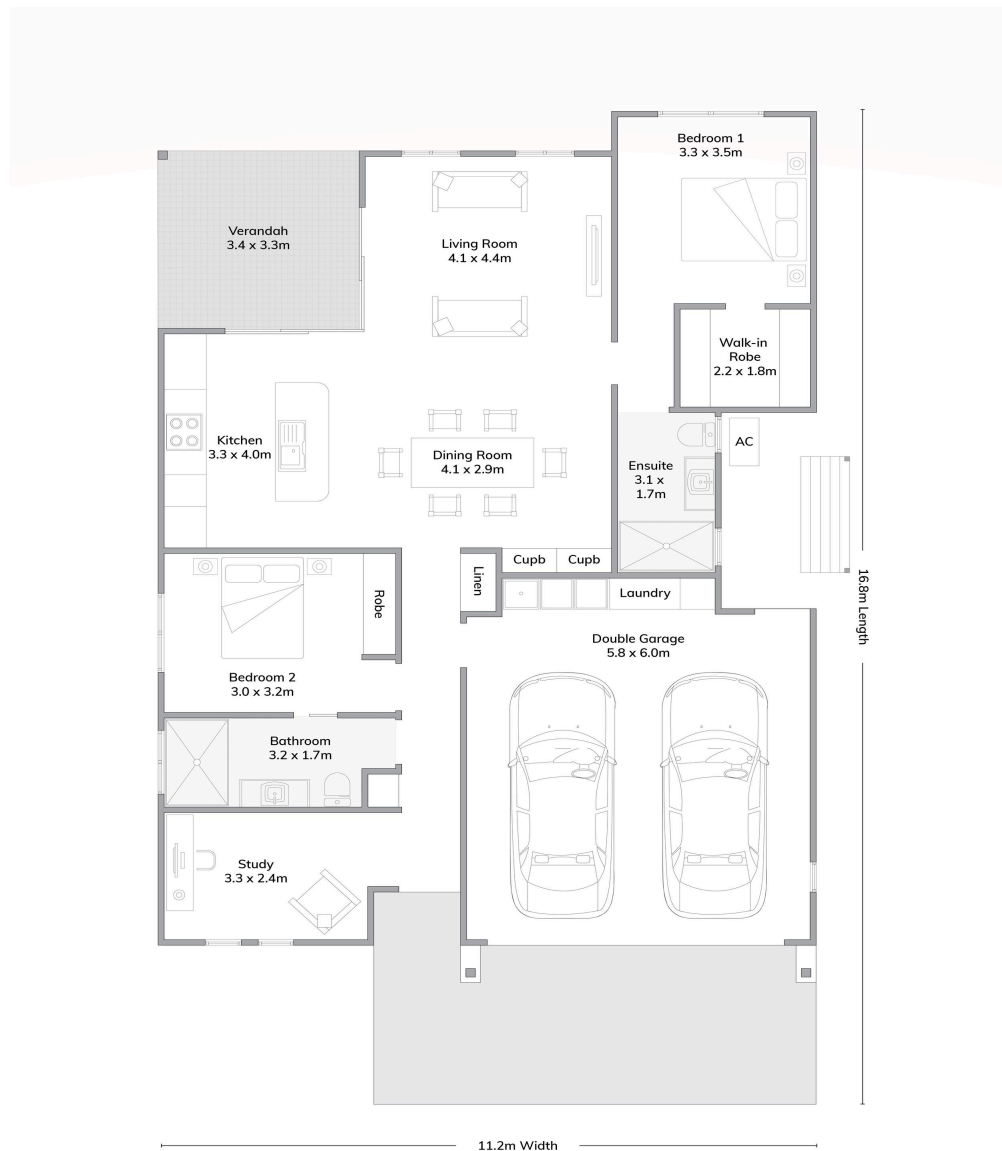 Bedroom 1
3.3 x 3.5m
Verandah
3.4 x 3.3m
Living Room
4.1 x 4.4m
Walk-in
Robe
2.2 x 1.8m
Kitchen
3.3 x 4.0m
Dining Room
4.1 x 2.9m
Ensuite
3.1 x
1.7m
AC
Cupb
Cupb
Linen
Laundry
Robe
Double Garage
5.8 x 6.0m
Bedroom 2
3.0 x 3.2m
Bathroom
3.2 x 1.7m
Study
3.3 x 2.4m
16.8m Length
11.2m Width